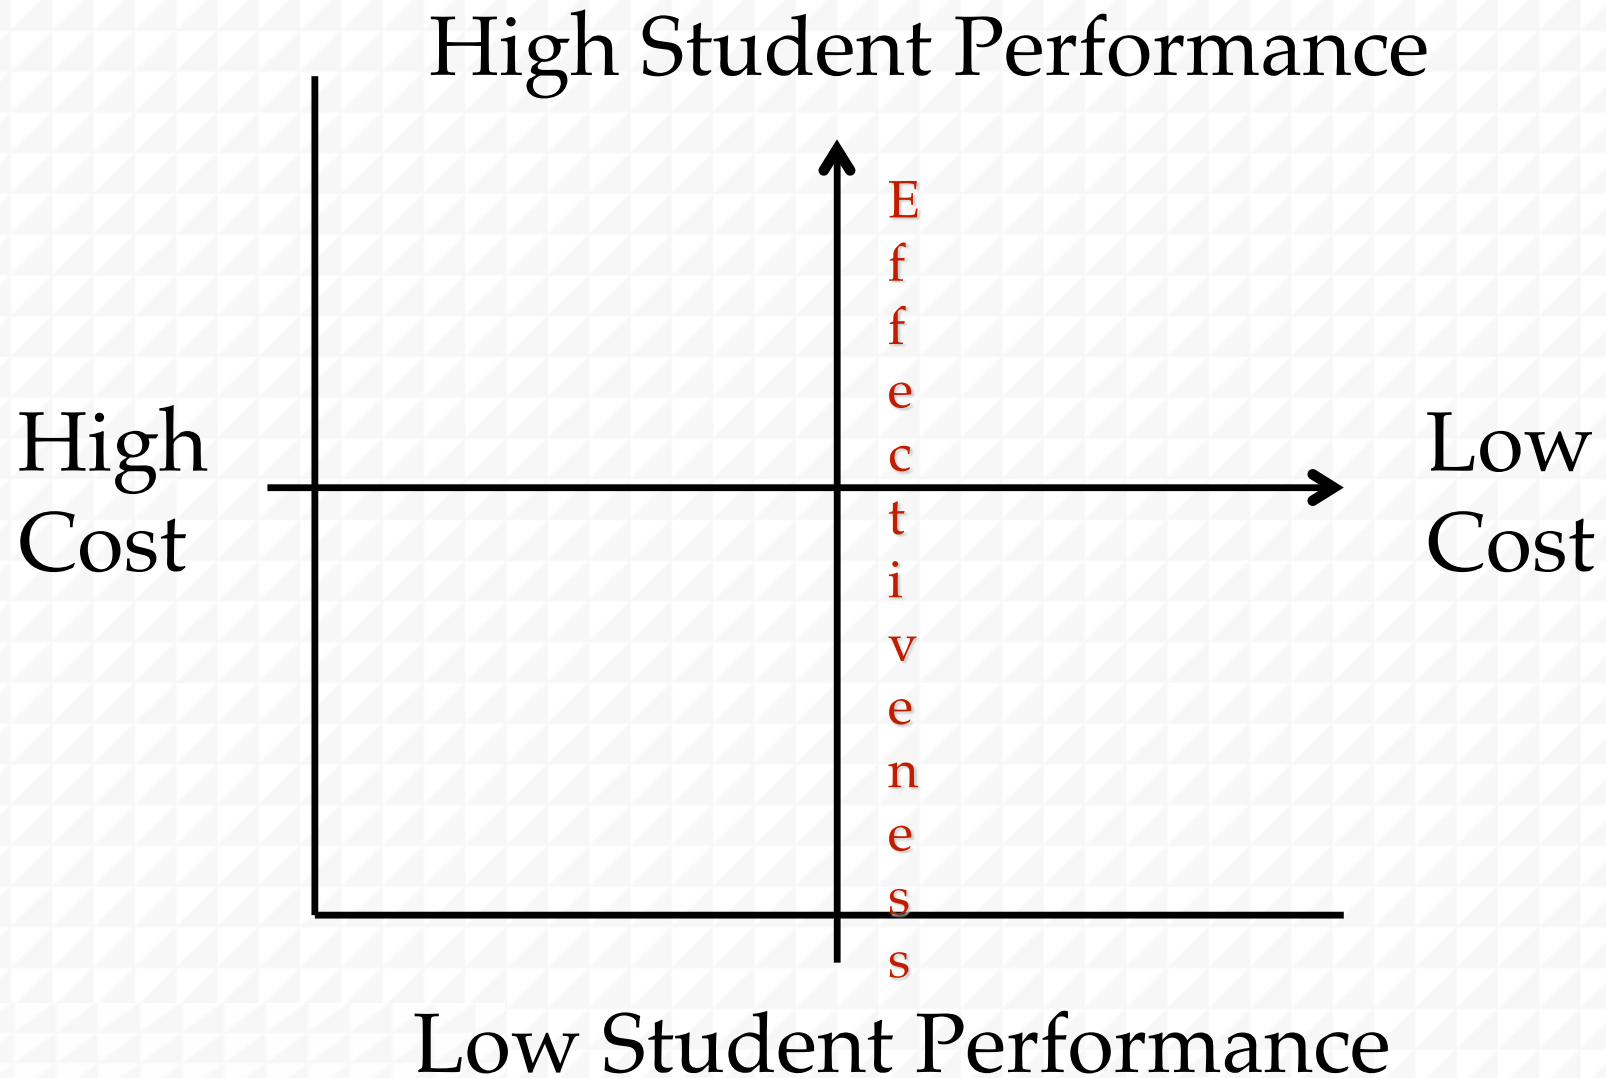 High Student Performance
E
f
f
e
c
t
i
v
e
n
e
s
s
High
Cost
Low
Cost
Low Student Performance